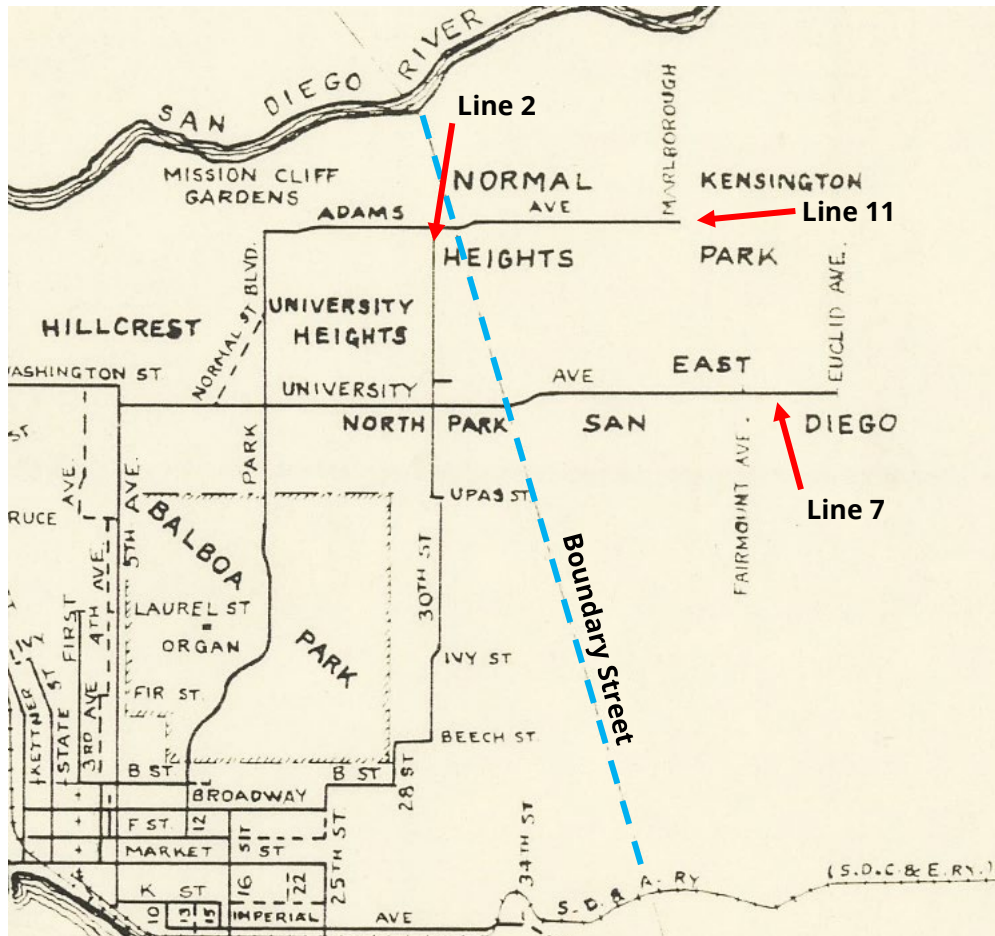 SAN DIEGO RIVER
Line 2
MISSION CLIFF
GARDENS
NORMAL
HEIGHTS
MARLBOROUGH
KENSINGTON
PARK
ADAMS AVE
Line 11
EUCLID AVE.
HILLCREST
NORMAL ST
BLVD.
PARK
UNIVERSITY
HEIGHTS
WASHINGTON ST.
UNIVERSITY AVE
EAST
SAN DIEGO
NORTH PARK
ST.
AVE.
5TH AVE.
UPAS ST.
FAIRMOUNT AVE.
Line 7
RUCE
4TH AVE.
BALBOA
PARK
30TH ST
Boundary Street
LAUREL ST
ORGAN
FIRST
IVY ST
FIR ST.
KETTNER
STATE ST
3RD AVE
BEECH ST.
B ST
B ST
28 ST
BROADWAY
F ST.
12
MARKET ST
ST
25TH ST
34TH ST
K ST
16
22
10
13
15
IMPERIAL AVE
S.D. & A. RY
(S.D.C & E. RY.)